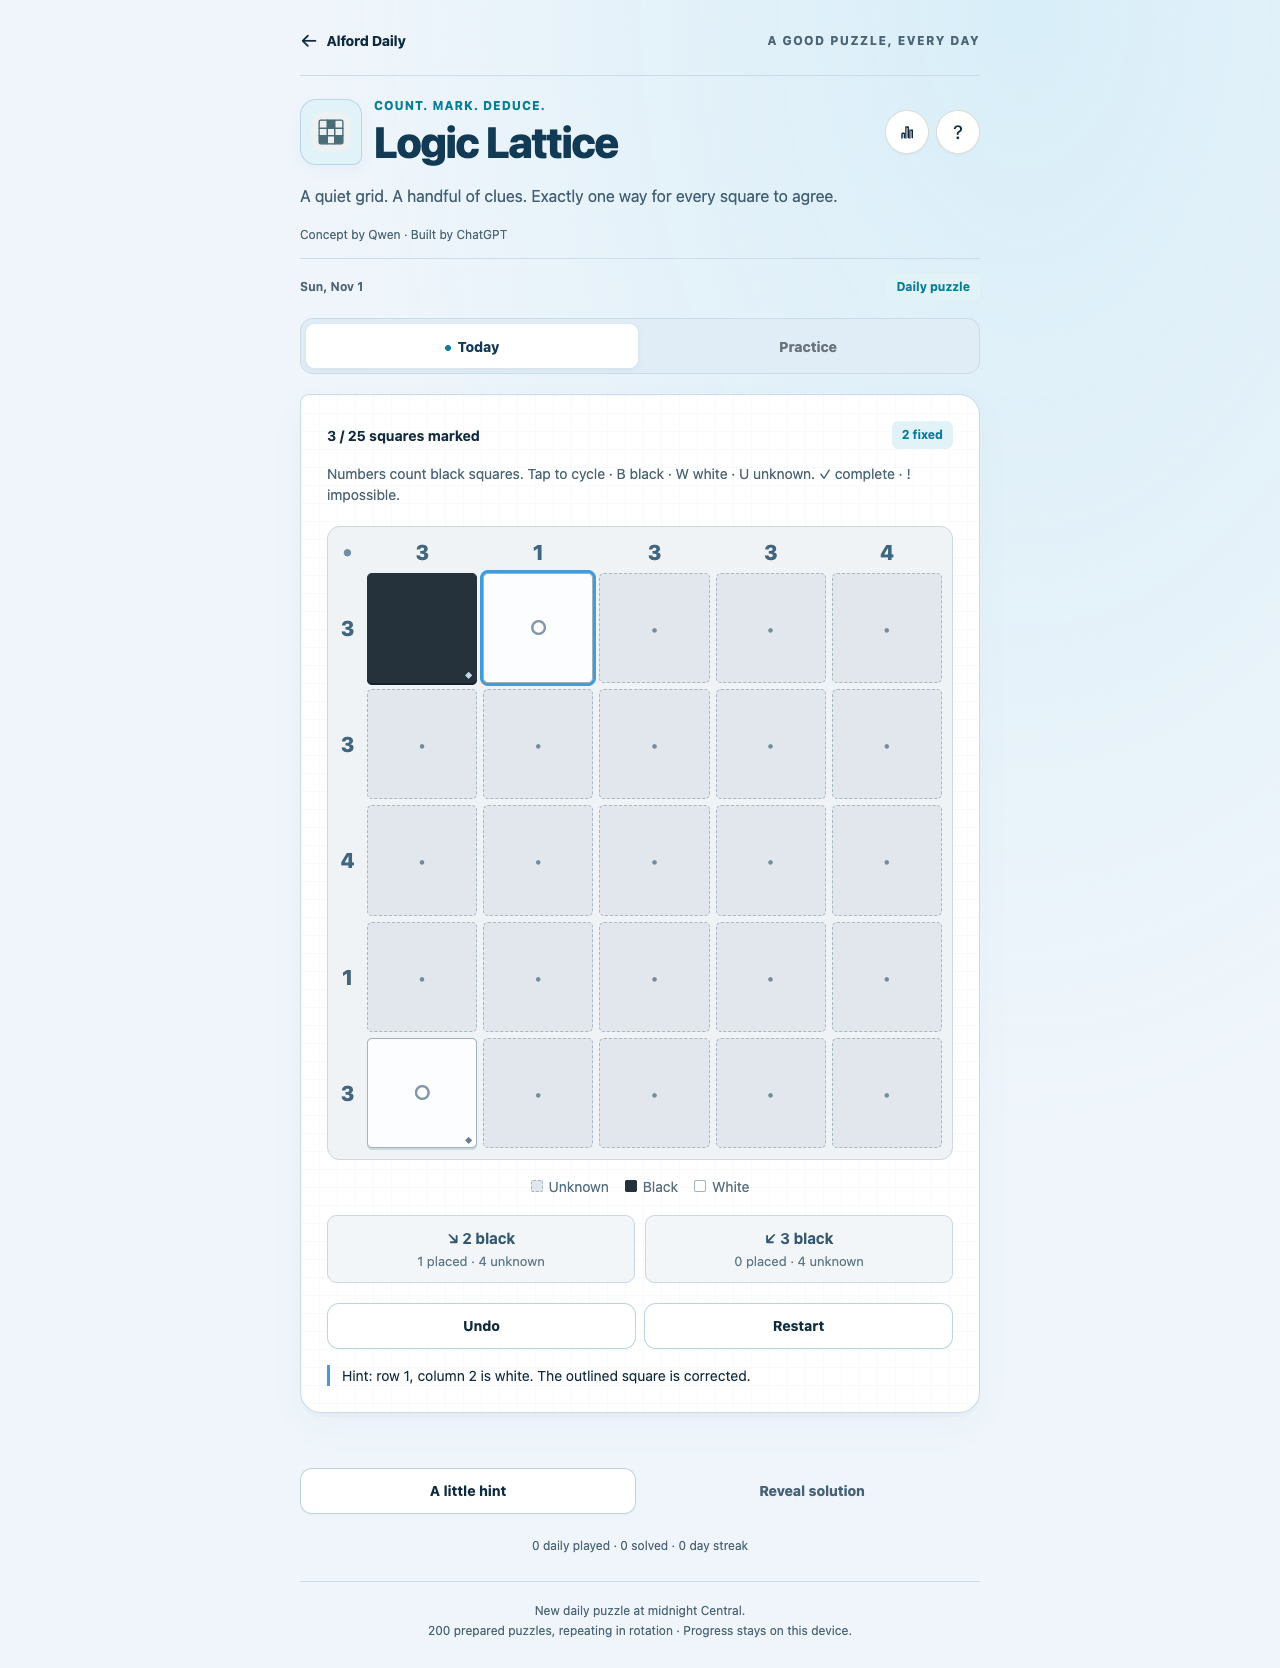 ← Alford Daily
A GOOD PUZZLE, EVERY DAY
COUNT. MARK. DEDUCE.
Logic Lattice
?
A quiet grid. A handful of clues. Exactly one way for every square to agree.
Concept by Qwen · Built by ChatGPT
Sun, Nov 1
Daily puzzle
Today
Practice
3 / 25 squares marked
2 fixed
Numbers count black squares. Tap to cycle · B black · W white · U unknown. ✓ complete · !
impossible.
3 1 3 3 4
3
3
4
1
3
Unknown Black White
↘ 2 black
1 placed · 4 unknown
↙ 3 black
0 placed · 4 unknown
Undo
Restart
Hint: row 1, column 2 is white. The outlined square is corrected.
A little hint
Reveal solution
0 daily played · 0 solved · 0 day streak
New daily puzzle at midnight Central.
200 prepared puzzles, repeating in rotation · Progress stays on this device.